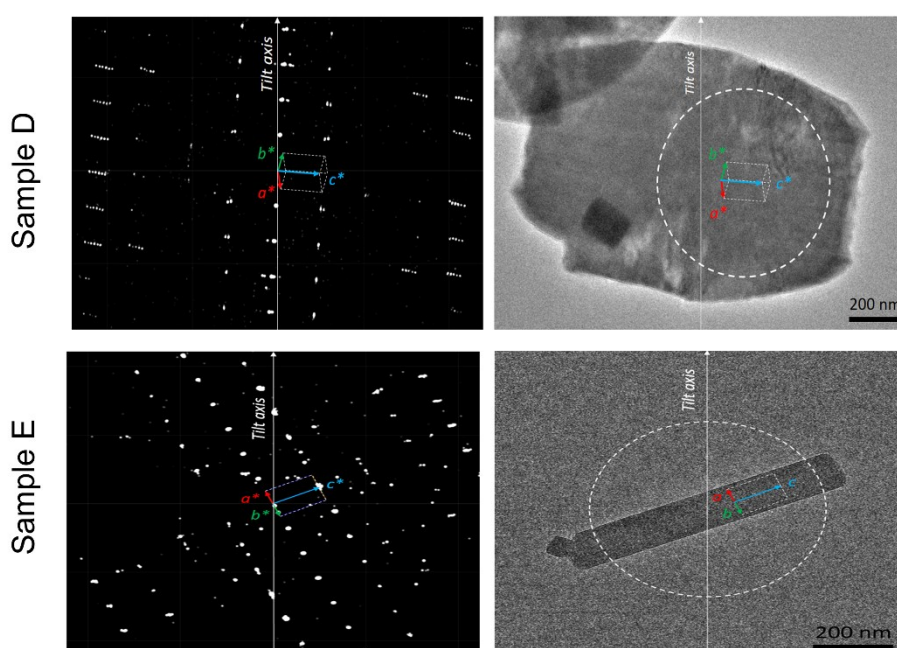 Sample D
Tilt axis
b*
a*
c*
Tilt axis
b*
a*
c*
200 nm
Sample E
Tilt axis
a*
b*
c*
Tilt axis
b
c
200 nm